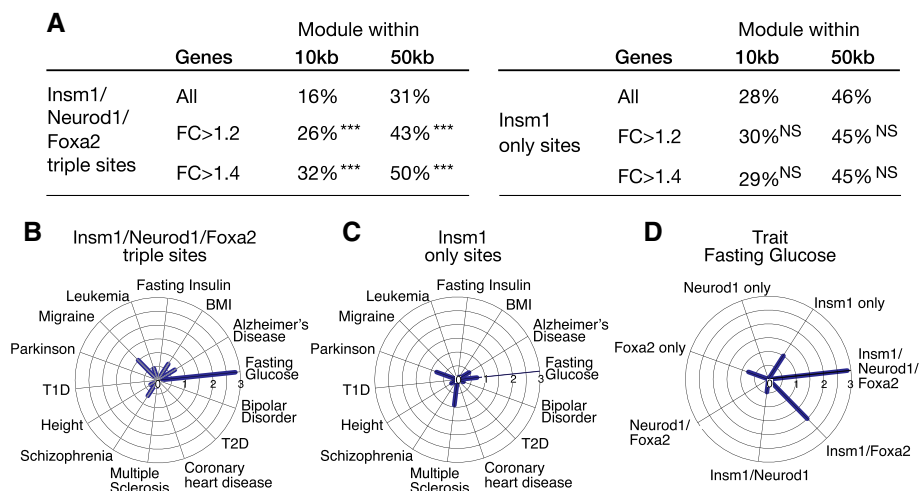 A
Module within
Genes 10kb 50kb
Insm1/
Neurod1/
Foxa2
triple sites
All 16% 31%
FC>1.2 26%*** 43%***
FC>1.4 32%*** 50%***
Module within
Genes 10kb 50kb
Insm1
only sites
All 28% 46%
FC>1.2 30%NS 45%NS
FC>1.4 29%NS 45%NS
B
Insm1/Neurod1/Foxa2
triple sites
Fasting Insulin
BMI
Alzheimer's
Disease
Fasting
Glucose
Bipolar
Disorder
T2D
Coronary
heart disease
Multiple
Sclerosis
Schizophrenia
Height
T1D
Parkinson
Migraine
Leukemia
0 1 2 3
C
Insm1
only sites
Fasting Insulin
BMI
Alzheimer's
Disease
Fasting
Glucose
Bipolar
Disorder
T2D
Coronary
heart disease
Multiple
Sclerosis
Schizophrenia
Height
T1D
Parkinson
Migraine
Leukemia
0 1 2 3
D
Trait
Fasting Glucose
Neurod1 only
Insm1 only
Insm1/
Neurod1/
Foxa2
Insm1/Foxa2
Insm1/Neurod1
Neurod1/
Foxa2
Foxa2 only
0 1 2 3